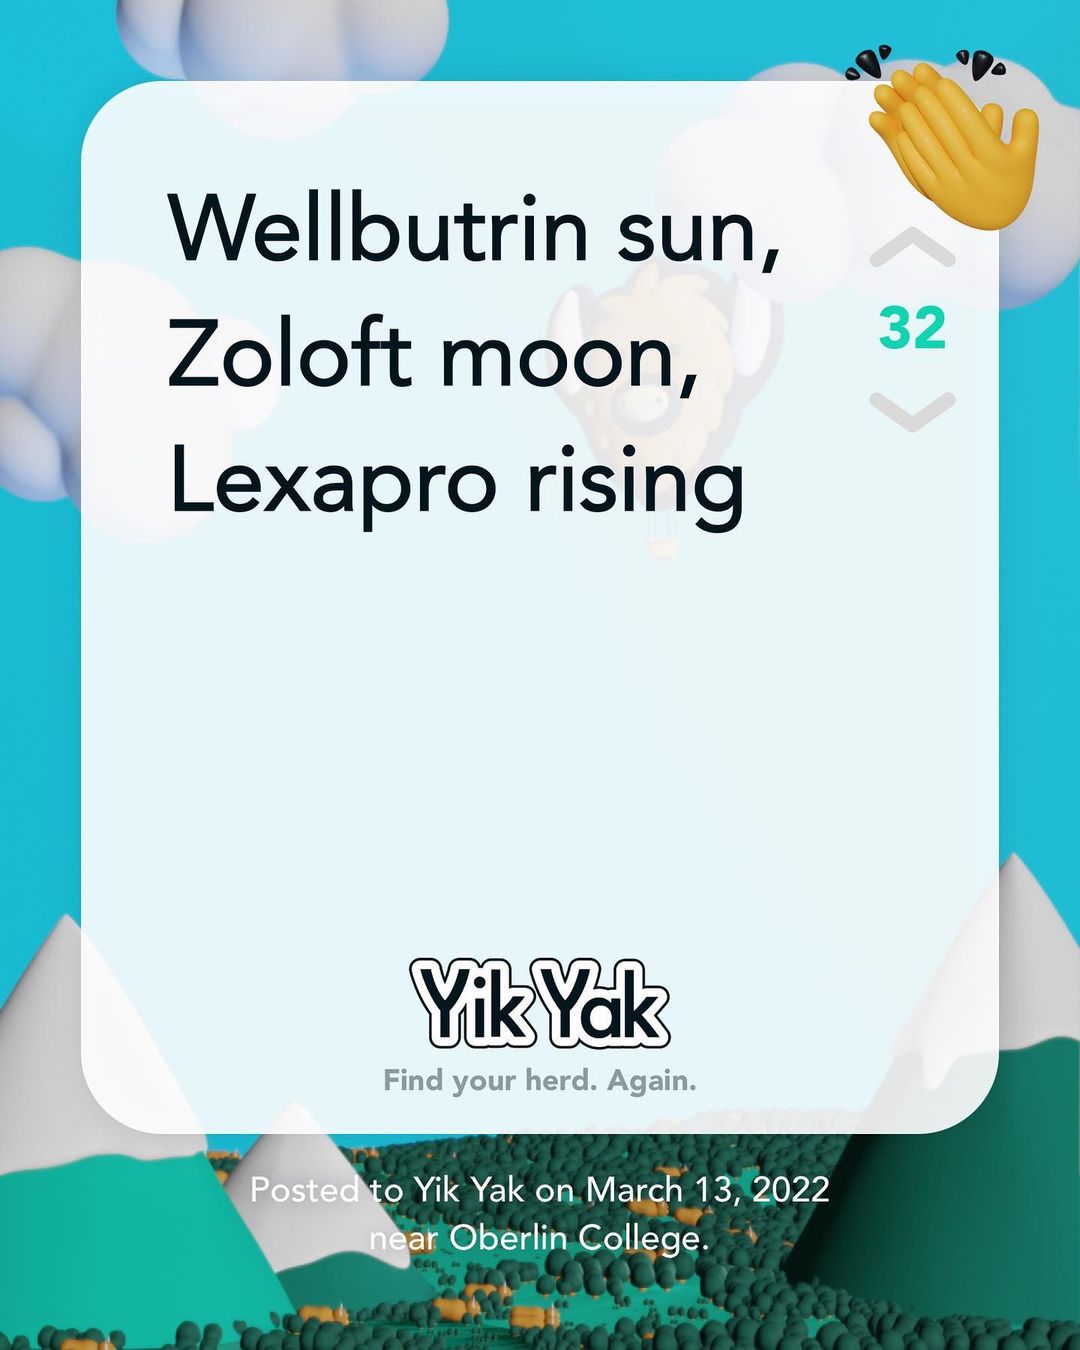 Wellbutrin sun,
Zoloft moon,
Lexapro rising
32
Yik Yak
Find your herd. Again.
Posted to Yik Yak on March 13, 2022
near Oberlin College.